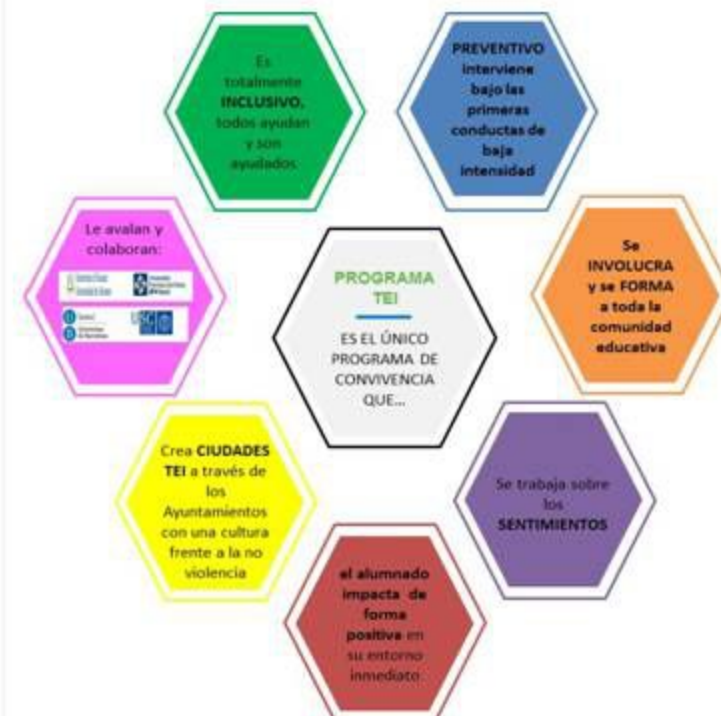 Es
totalmente
INCLUSIVO,
todos ayudan
y son
ayudados
PREVENTIVO
interviene
bajo las
primeras
conductas de
baja
intensidad
Le avalan y
colaboran:
USC
PROGRAMA
TEI
ES EL ÚNICO
PROGRAMA DE
CONVIVENCIA
QUE...
Se
INVOLUCRA
y se FORMA
a toda la
comunidad
educativa
Crea CIUDADES
TEI a través de
los
Ayuntamientos
con una cultura
frente a la no
violencia
Se trabaja sobre
los
SENTIMIENTOS
el alumnado
impacta de
forma
positiva en
su entorno
inmediato